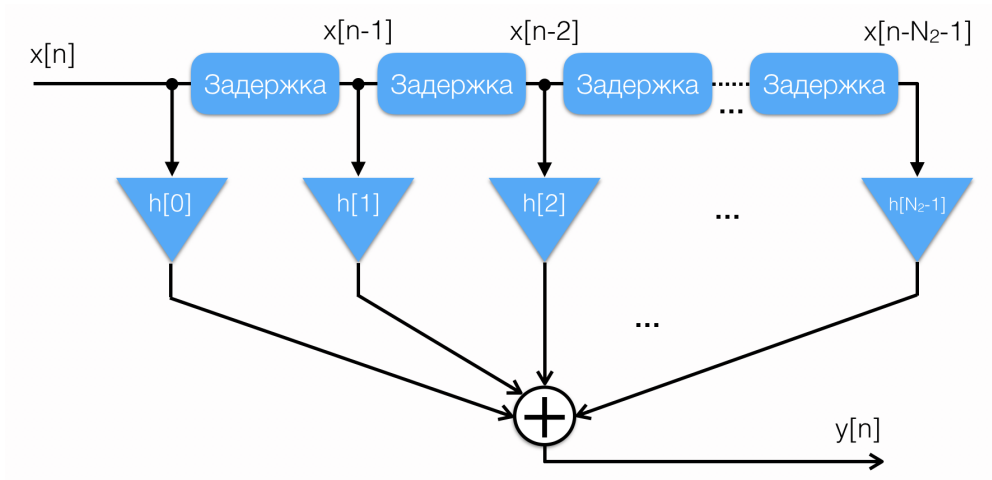 x[n]
x[n-1]
x[n-2]
x[n-N₂-1]
Задержка
Задержка
Задержка
...
Задержка
h[0]
h[1]
h[2]
...
h[N₂-1]
...
y[n]